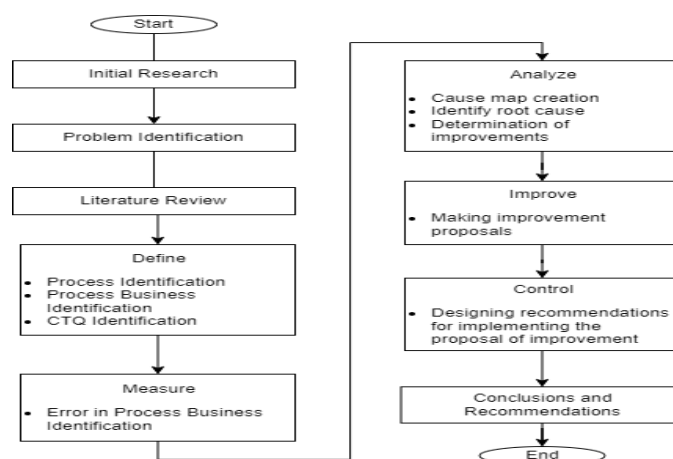 Start
Initial Research
Problem Identification
Literature Review
Define
• Process Identification
• Process Business
Identification
• CTQ Identification
Measure
• Error in Process Business
Identification
Analyze
• Cause map creation
• Identify root cause
• Determination of
improvements
Improve
• Making improvement
proposals
Control
• Designing recommendations
for implementing the
proposal of improvement
Conclusions and
Recommendations
End